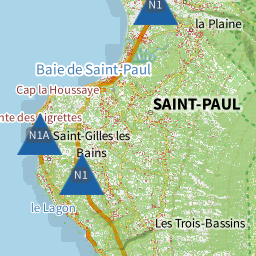 N1
la Plaine
Baie de Saint-Paul
Cap la Houssaye
SAINT-PAUL
nte des Aigrettes
N1A
Saint-Gilles les
Bains
N1
le Lagon
Les Trois-Bassins